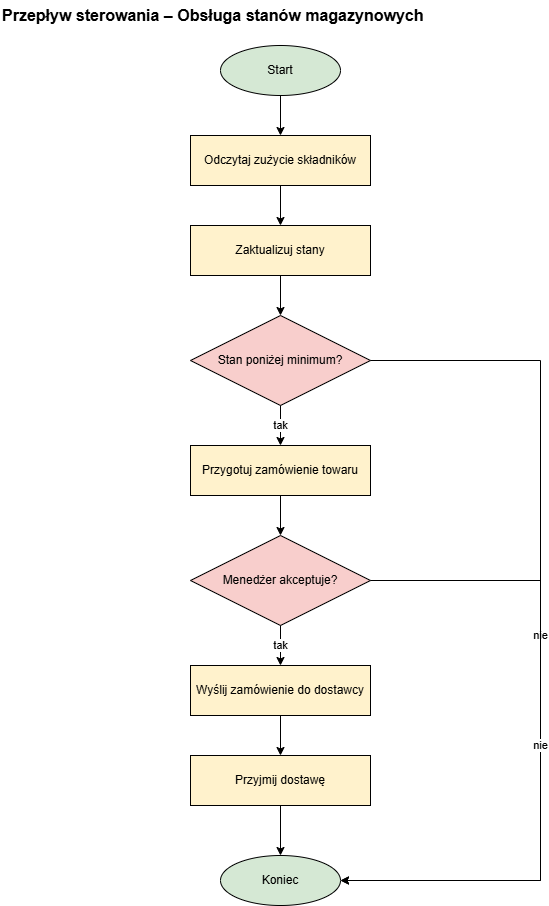 Przepływ sterowania – Obsługa stanów magazynowych
Start
Odczytaj zużycie składników
Zaktualizuj stany
Stan poniżej minimum?
tak
Przygotuj zamówienie towaru
Menedżer akceptuje?
nie
tak
Wyślij zamówienie do dostawcy
nie
Przyjmij dostawę
Koniec